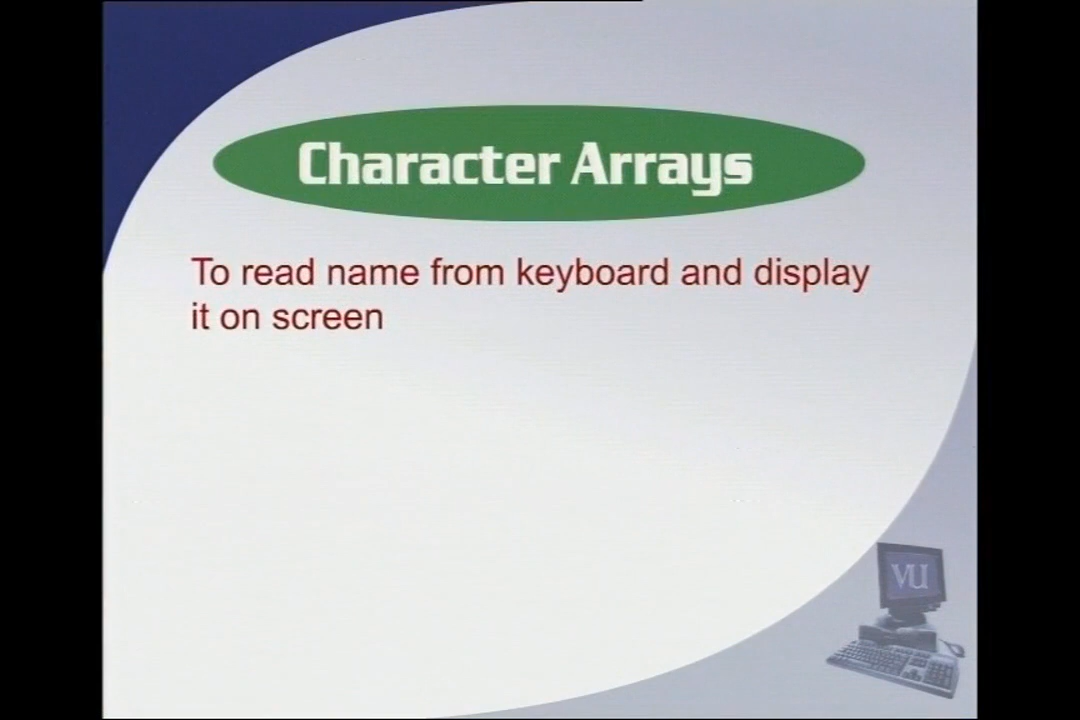 Character Arrays
To read name from keyboard and display
it on screen
VU